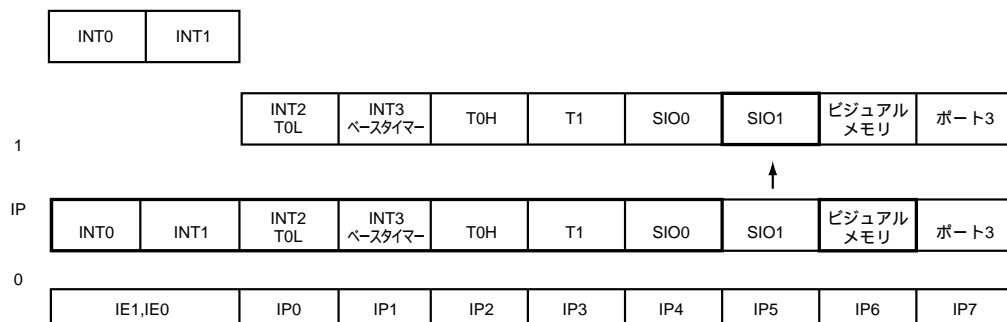 INT0 INT1
INT2 INT3 T0H T1 SIO0 SIO1 ビジュアル ポート3
T0L ベースタイマー メモリ
1
IP
INT0 INT1 INT2 INT3 T0H T1 SIO0 SIO1 ビジュアル ポート3
T0L ベースタイマー メモリ
0
IE1,IE0 IP0 IP1 IP2 IP3 IP4 IP5 IP6 IP7